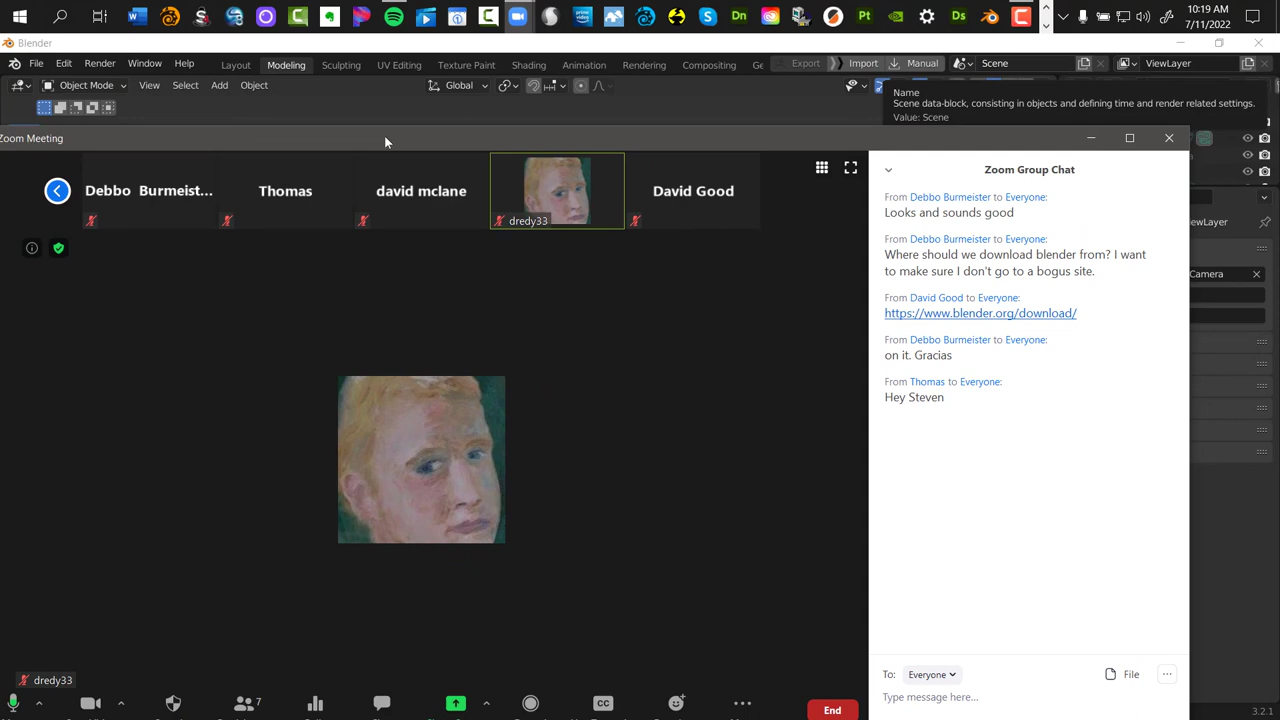 10:19 AM
7/11/2022
Blender
File Edit Render Window Help Layout Modeling Sculpting UV Editing Texture Paint Shading Animation Rendering Compositing Ge Export Import Manual Scene ViewLayer
Object Mode View Select Add Object Global
Name
Scene data-block, consisting in objects and defining time and render related settings.
Value: Scene
Zoom Meeting
Debbo Burmeist... Thomas david mclane dredy33 David Good
Zoom Group Chat
From Debbo Burmeister to Everyone:
Looks and sounds good
From Debbo Burmeister to Everyone:
Where should we download blender from? I want
to make sure I don't go to a bogus site.
From David Good to Everyone:
https://www.blender.org/download/
From Debbo Burmeister to Everyone:
on it. Gracias
From Thomas to Everyone:
Hey Steven
ewLayer
Camera
dredy33
To: Everyone File
Type message here...
7 CC End
3.2.1